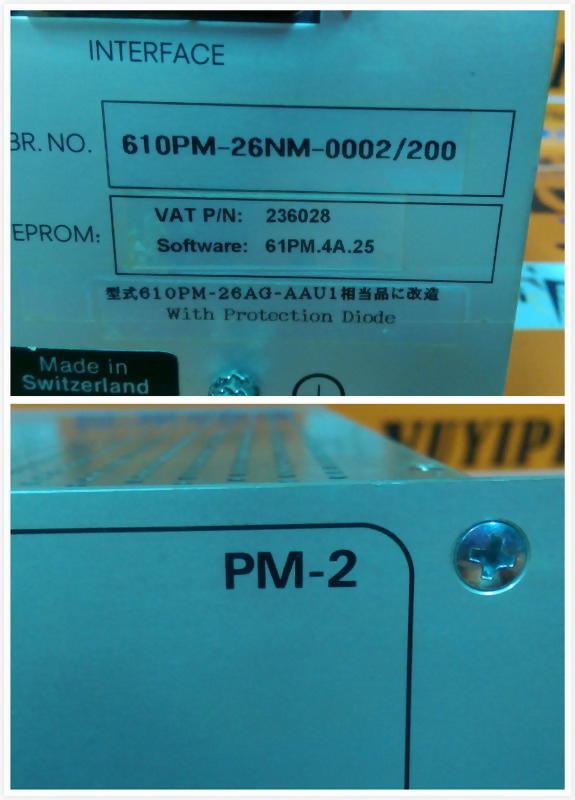 INTERFACE
BR. NO. 610PM-26NM-0002/200
EPROM: VAT P/N: 236028
Software: 61PM.4A.25
型式610PM-26AG-AAU1相当品に改造
With Protection Diode
Made in
Switzerland
PM-2